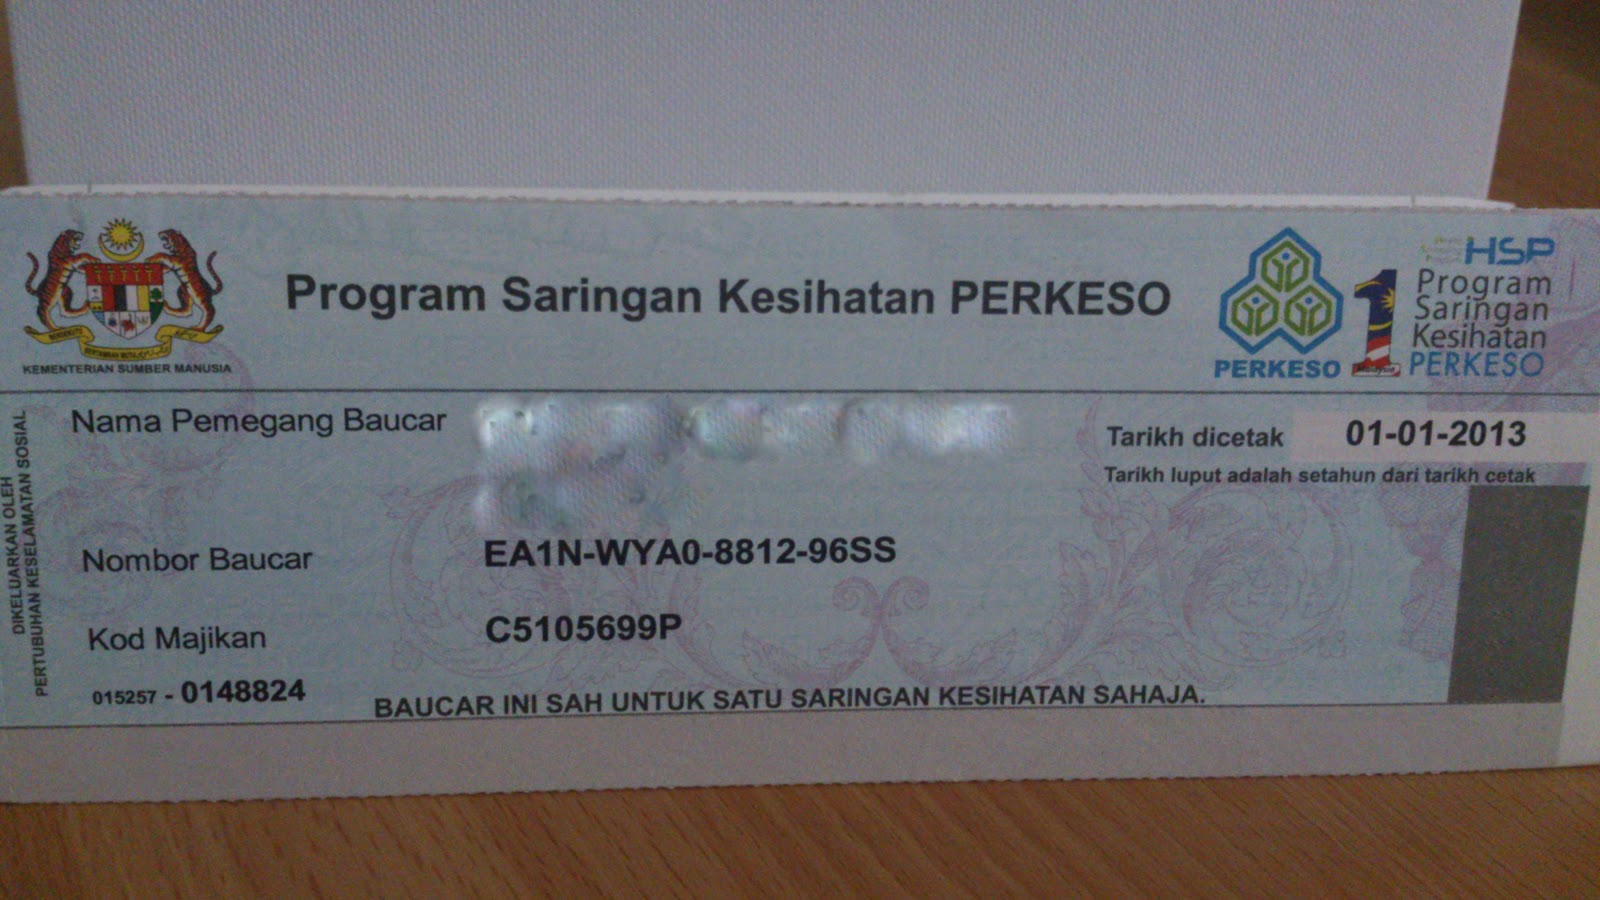 Program Saringan Kesihatan PERKESO
KEMENTERIAN SUMBER MANUSIA
PERKESO
1
HSP
Program
Saringan
Kesihatan
PERKESO
DIKELUARKAN OLEH
PERTUBUHAN KESELAMATAN SOSIAL
Nama Pemegang Baucar
Tarikh dicetak 01-01-2013
Tarikh luput adalah setahun dari tarikh cetak
Nombor Baucar EA1N-WYA0-8812-96SS
Kod Majikan C5105699P
015257 - 0148824
BAUCAR INI SAH UNTUK SATU SARINGAN KESIHATAN SAHAJA.